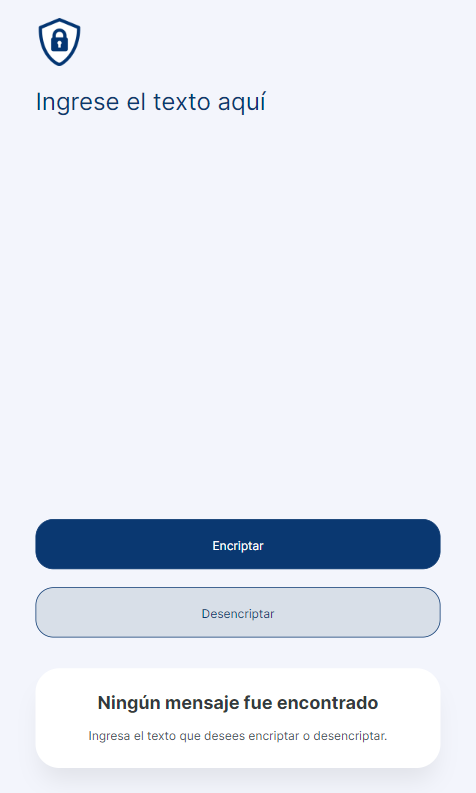 Ingrese el texto aquí
Encriptar
Desencriptar
Ningún mensaje fue encontrado
Ingresa el texto que desees encriptar o desencriptar.